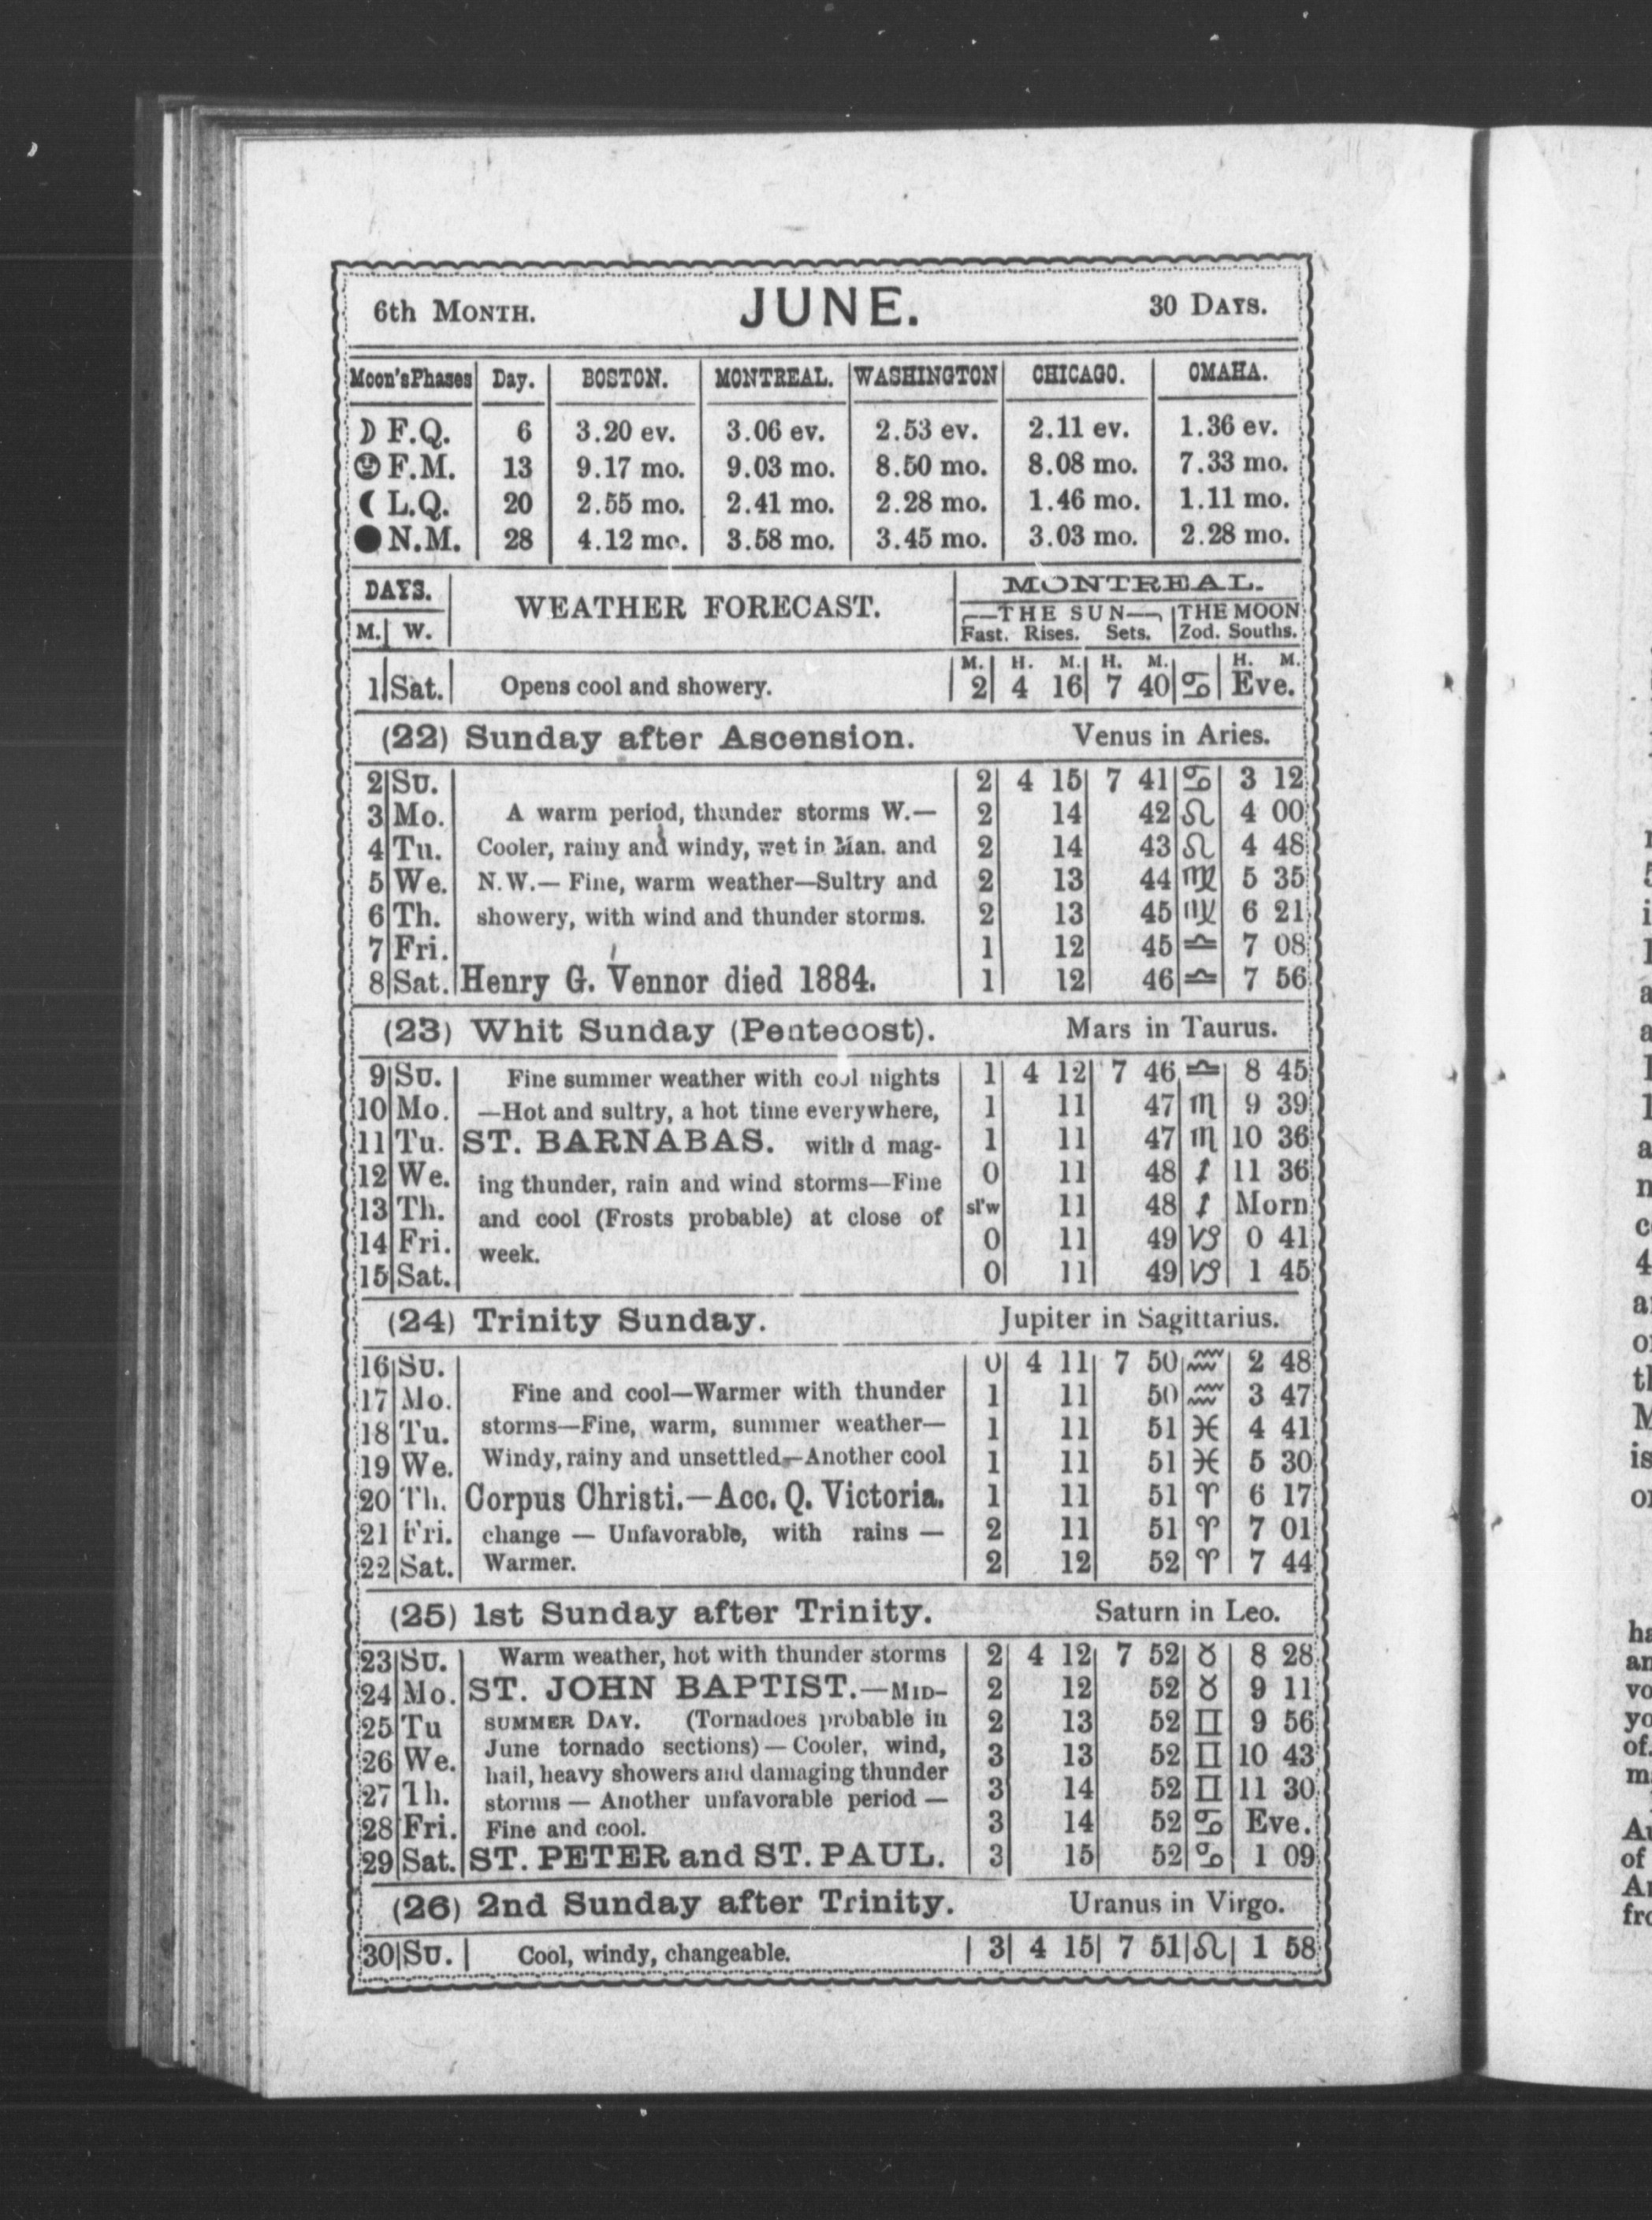 6th MONTH. JUNE. 30 DAYS.
Moon's Phases Day. BOSTON. MONTREAL. WASHINGTON CHICAGO. OMAHA.
☽ F.Q. 6 3.20 ev. 3.06 ev. 2.53 ev. 2.11 ev. 1.36 ev.
F.M. 13 9.17 mo. 9.03 mo. 8.50 mo. 8.08 mo. 7.33 mo.
☾ L.Q. 20 2.55 mo. 2.41 mo. 2.28 mo. 1.46 mo. 1.11 mo.
● N.M. 28 4.12 mo. 3.58 mo. 3.45 mo. 3.03 mo. 2.28 mo.
DAYS. WEATHER FORECAST. MONTREAL.
THE SUN THE MOON
M. W. Fast. Rises. Sets. Zod. Souths.
M. H. M. H. M. H. M.
1 Sat. Opens cool and showery. 2 4 16 7 40 ♋ Eve.
(22) Sunday after Ascension. Venus in Aries.
2 SU. 2 4 15 7 41 ♋ 3 12
3 Mo. A warm period, thunder storms W.— 2 14 42 ♌ 4 00
4 Tu. Cooler, rainy and windy, wet in Man. and 2 14 43 ♌ 4 48
5 We. N.W.— Fine, warm weather—Sultry and 2 13 44 ♍ 5 35
6 Th. showery, with wind and thunder storms. 2 13 45 ♍ 6 21
7 Fri. 1 12 45 ♎ 7 08
8 Sat. Henry G. Vennor died 1884. 1 12 46 ♎ 7 56
(23) Whit Sunday (Pentecost). Mars in Taurus.
9 SU. Fine summer weather with cool nights 1 4 12 7 46 ♎ 8 45
10 Mo. —Hot and sultry, a hot time everywhere, 1 11 47 ♏ 9 39
11 Tu. ST. BARNABAS. with d mag- 1 11 47 ♏ 10 36
12 We. ing thunder, rain and wind storms—Fine 0 11 48 ♐ 11 36
13 Th. and cool (Frosts probable) at close of sl'w 11 48 ♐ Morn
14 Fri. week. 0 11 49 ♑ 0 41
15 Sat. 0 11 49 ♑ 1 45
(24) Trinity Sunday. Jupiter in Sagittarius.
16 SU. 0 4 11 7 50 ♒ 2 48
17 Mo. Fine and cool—Warmer with thunder 1 11 50 ♒ 3 47
18 Tu. storms—Fine, warm, summer weather— 1 11 51 ♓ 4 41
19 We. Windy, rainy and unsettled,—Another cool 1 11 51 ♓ 5 30
20 Th. Corpus Christi.—Acc. Q. Victoria. 1 11 51 ♈ 6 17
21 Fri. change — Unfavorable, with rains — 2 11 51 ♈ 7 01
22 Sat. Warmer. 2 12 52 ♈ 7 44
(25) 1st Sunday after Trinity. Saturn in Leo.
23 SU. Warm weather, hot with thunder storms 2 4 12 7 52 ♉ 8 28
24 Mo. ST. JOHN BAPTIST.—MID- 2 12 52 ♉ 9 11
25 Tu SUMMER DAY. (Tornadoes probable in 2 13 52 ♊ 9 56
26 We. June tornado sections) — Cooler, wind, 3 13 52 ♊ 10 43
27 Th. hail, heavy showers and damaging thunder 3 14 52 ♊ 11 30
storms — Another unfavorable period —
28 Fri. Fine and cool. 3 14 52 ♋ Eve.
29 Sat. ST. PETER and ST. PAUL. 3 15 52 ♋ 1 09
(26) 2nd Sunday after Trinity. Uranus in Virgo.
30 SU. Cool, windy, changeable. 3 4 15 7 51 ♌ 1 58